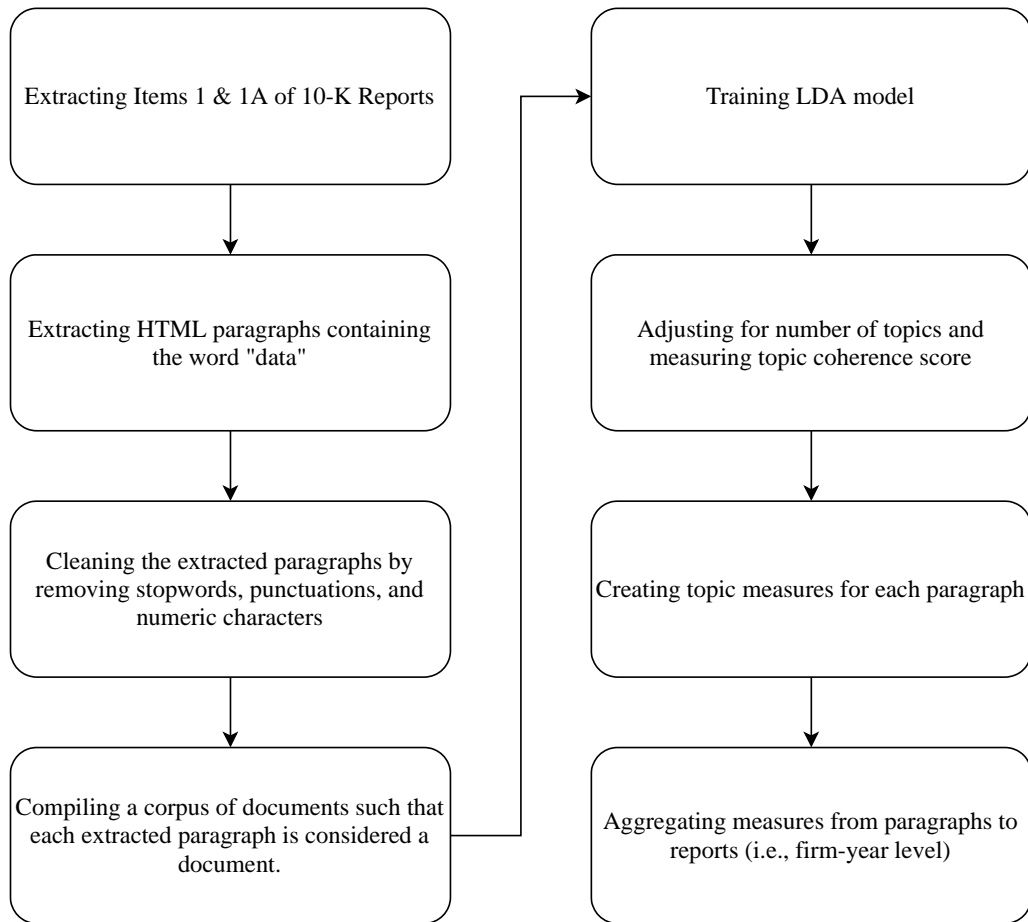 Extracting Items 1 & 1A of 10-K Reports
Extracting HTML paragraphs containing
the word "data"
Cleaning the extracted paragraphs by
removing stopwords, punctuations, and
numeric characters
Compiling a corpus of documents such that
each extracted paragraph is considered a
document.
Training LDA model
Adjusting for number of topics and
measuring topic coherence score
Creating topic measures for each paragraph
Aggregating measures from paragraphs to
reports (i.e., firm-year level)